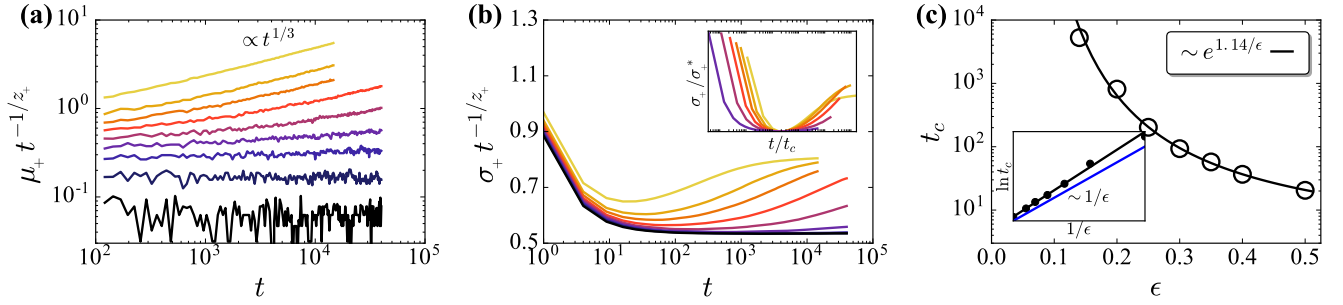 (a)
∝ t^{1/3}
μ_+ t^{-1/z_+}
10^1
10^0
10^{-1}
10^2
10^3
10^4
10^5
t
(b)
σ_+ t^{-1/z_+}
1.3
1.1
0.9
0.7
0.5
10^0
10^1
10^2
10^3
10^4
10^5
t
σ_+/σ_+^*
t/t_c
(c)
t_c
10^4
10^3
10^2
10^1
0.0
0.1
0.2
0.3
0.4
0.5
ϵ
∼ e^{1.14/ϵ}
ln t_c
∼ 1/ϵ
1/ϵ